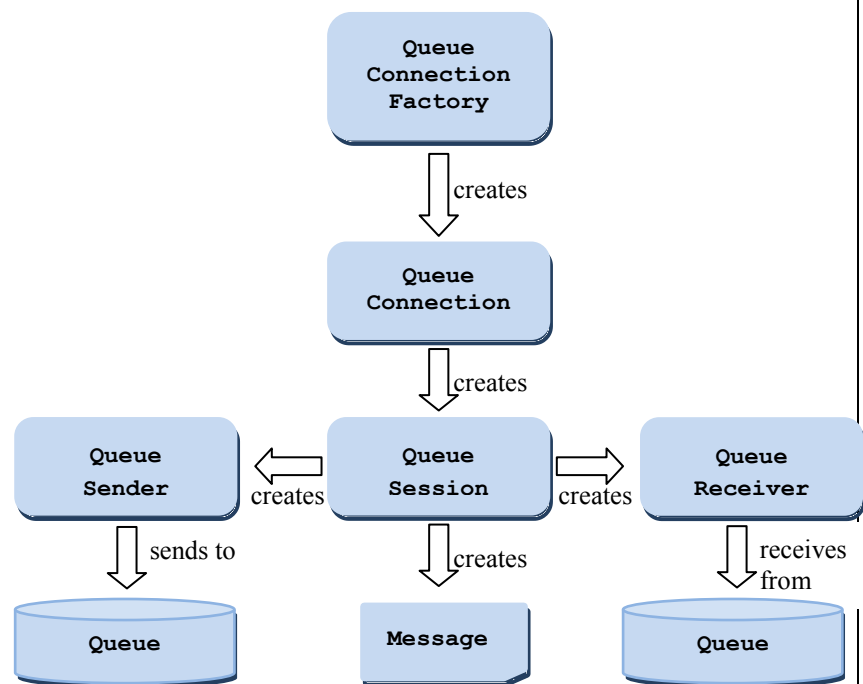 Queue
Connection
Factory
creates
Queue
Connection
creates
Queue
Sender
creates
Queue
Session
creates
Queue
Receiver
sends to
creates
receives
from
Queue
Message
Queue